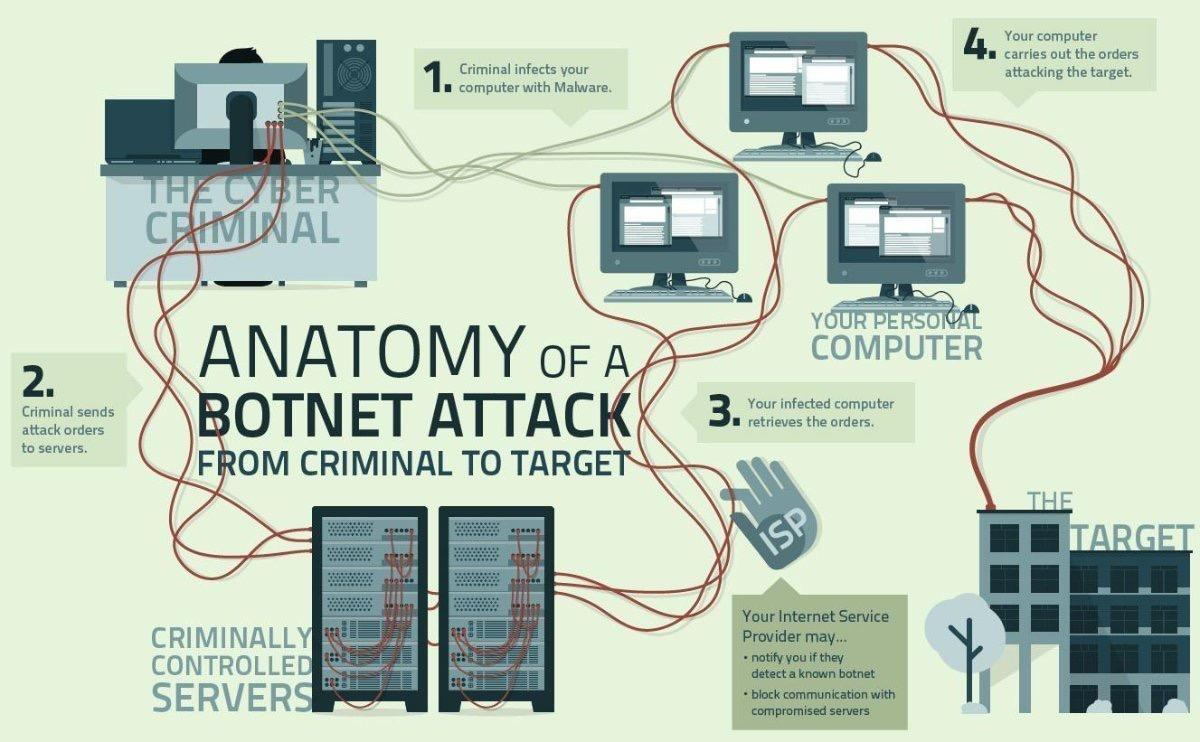 THE CYBER
CRIMINAL
1. Criminal infects your
computer with Malware.
4. Your computer
carries out the orders
attacking the target.
YOUR PERSONAL
COMPUTER
ANATOMY OF A
BOTNET ATTACK
FROM CRIMINAL TO TARGET
2.
Criminal sends
attack orders
to servers.
3. Your infected computer
retrieves the orders.
ISP
Your Internet Service
Provider may...
• notify you if they
detect a known botnet
• block communication with
compromised servers
CRIMINALLY
CONTROLLED
SERVERS
THE
TARGET